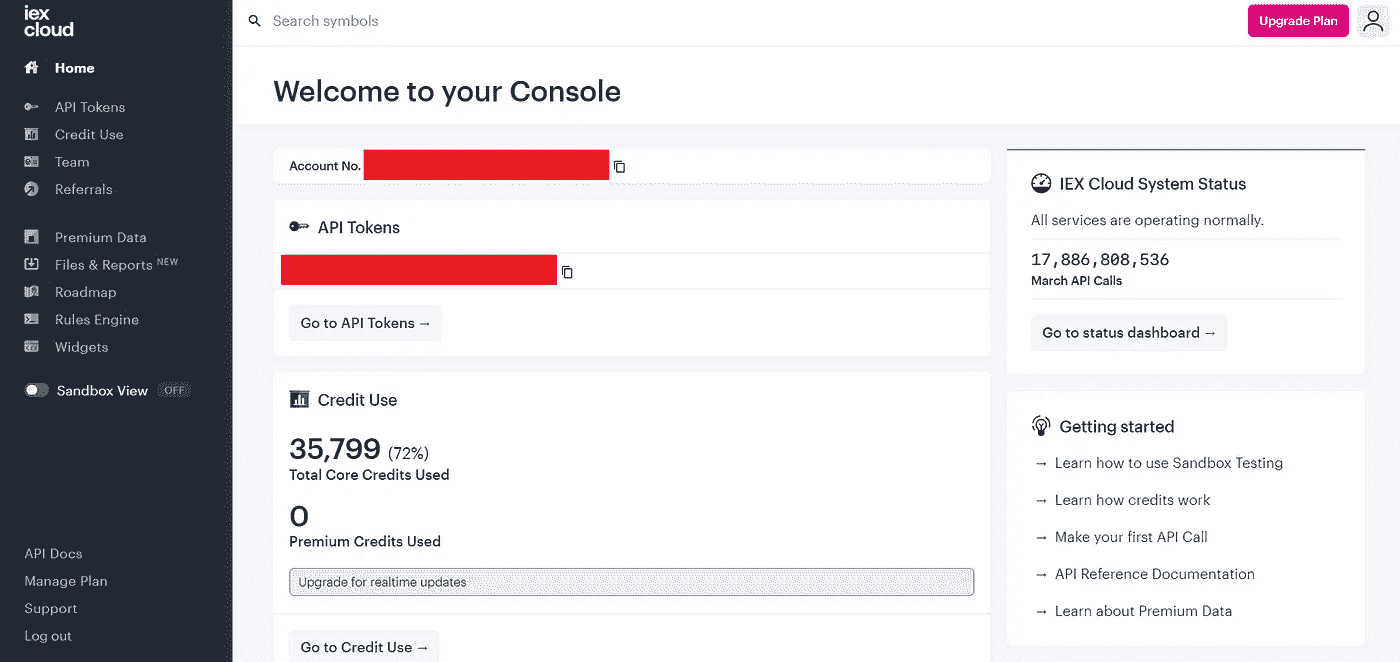 iex
cloud
Home
API Tokens
Credit Use
Team
Referrals
Premium Data
Files & Reports NEW
Roadmap
Rules Engine
Widgets
Sandbox View OFF
API Docs
Manage Plan
Support
Log out
Search symbols
Upgrade Plan
Welcome to your Console
Account No.
API Tokens
Go to API Tokens →
Credit Use
35,799 (72%)
Total Core Credits Used
0
Premium Credits Used
Upgrade for realtime updates
Go to Credit Use →
IEX Cloud System Status
All services are operating normally.
17,886,808,536
March API Calls
Go to status dashboard →
Getting started
→ Learn how to use Sandbox Testing
→ Learn how credits work
→ Make your first API Call
→ API Reference Documentation
→ Learn about Premium Data